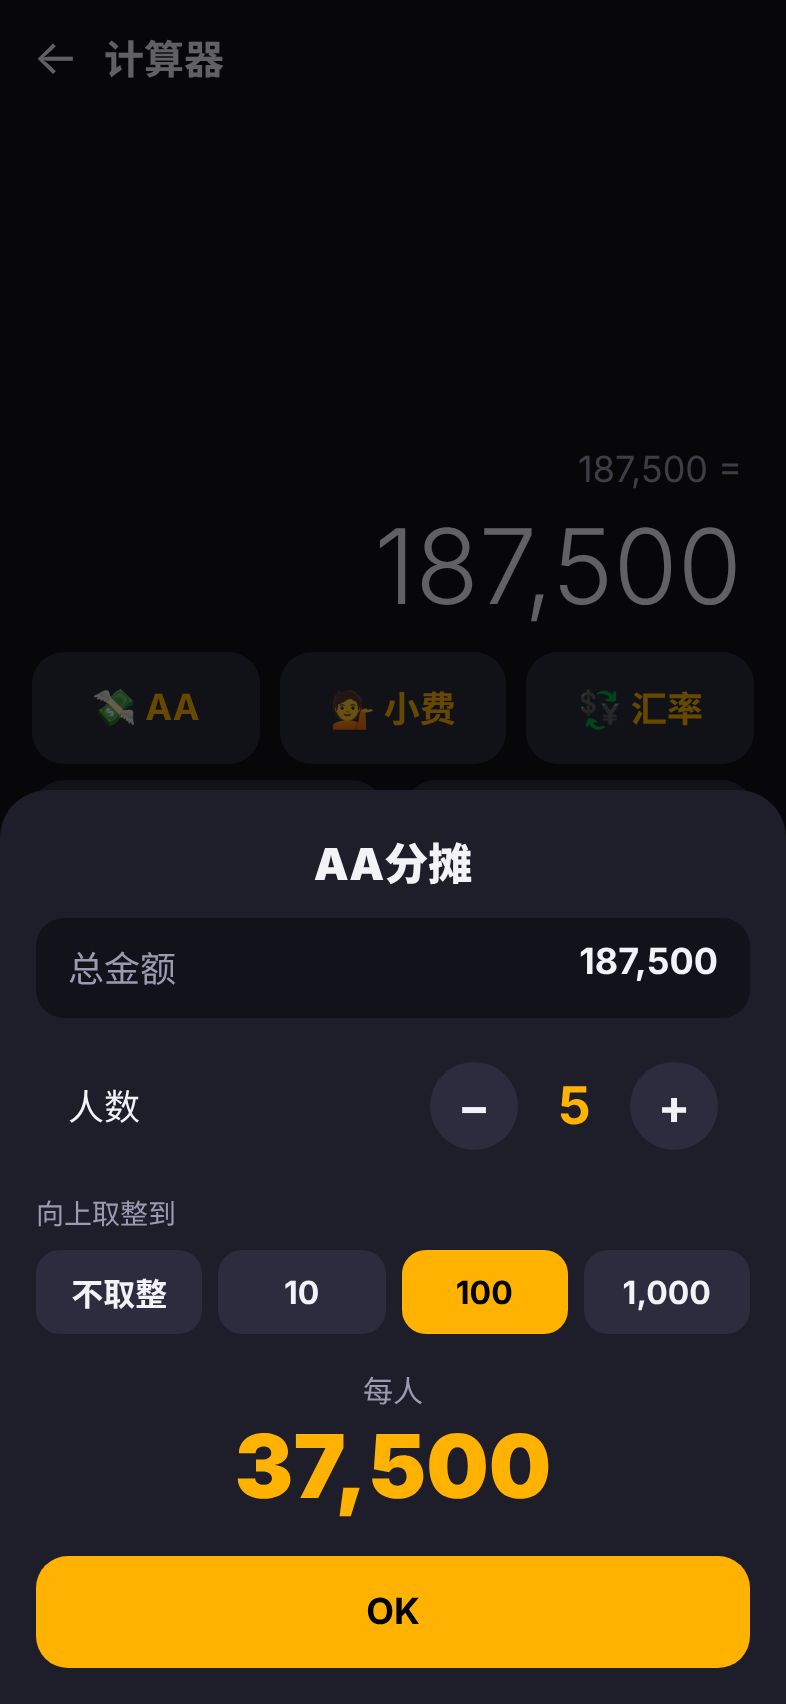 计算器
187,500 =
187,500
💸 AA
💁 小费
💱 汇率
AA分摊
总金额 187,500
人数 − 5 +
向上取整到
不取整 10 100 1,000
每人
37,500
OK